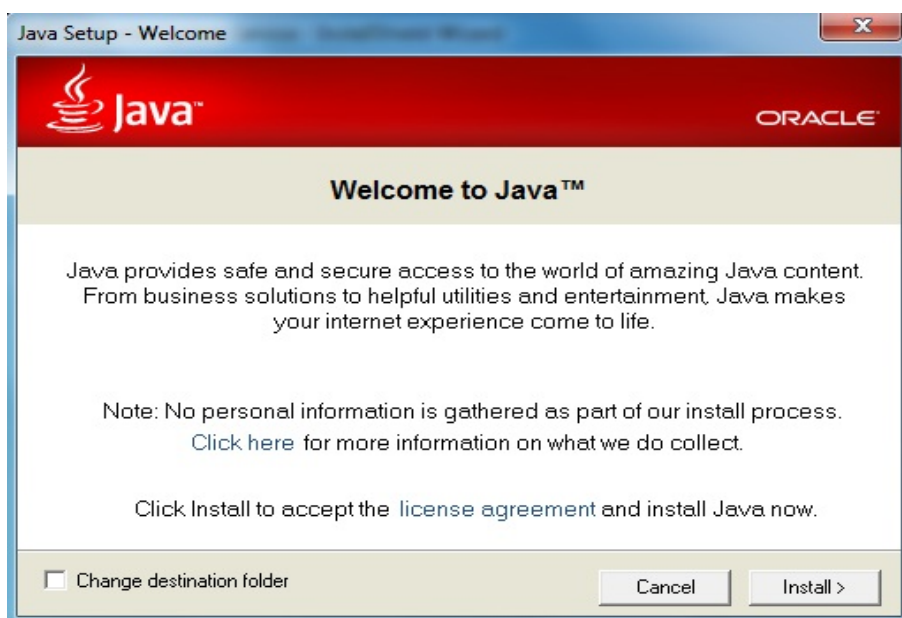 Java Setup - Welcome
Java™
ORACLE
Welcome to Java™
Java provides safe and secure access to the world of amazing Java content.
From business solutions to helpful utilities and entertainment, Java makes
your internet experience come to life.
Note: No personal information is gathered as part of our install process.
Click here for more information on what we do collect.
Click Install to accept the license agreement and install Java now.
Change destination folder
Cancel
Install >